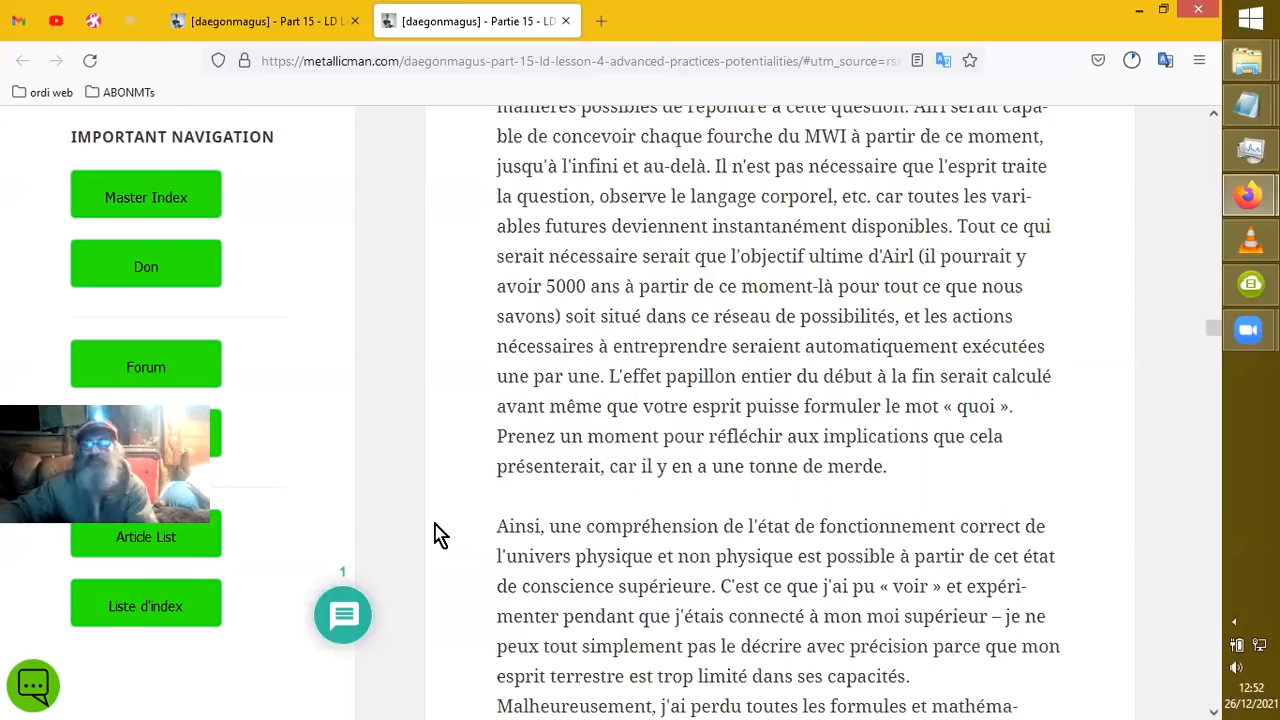 [daegonmagus] - Part 15 - LD L
[daegonmagus] - Partie 15 - LD
https://metallicman.com/daegonmagus-part-15-ld-lesson-4-advanced-practices-potentialities/#utm_source=rss
ordi web
ABONMTs
IMPORTANT NAVIGATION
Master Index
Don
Forum
Article List
Liste d'index
1
manières possibles de répondre à cette question. Airl serait capa-
ble de concevoir chaque fourche du MWI à partir de ce moment,
jusqu'à l'infini et au-delà. Il n'est pas nécessaire que l'esprit traite
la question, observe le langage corporel, etc. car toutes les vari-
ables futures deviennent instantanément disponibles. Tout ce qui
serait nécessaire serait que l'objectif ultime d'Airl (il pourrait y
avoir 5000 ans à partir de ce moment-là pour tout ce que nous
savons) soit situé dans ce réseau de possibilités, et les actions
nécessaires à entreprendre seraient automatiquement exécutées
une par une. L'effet papillon entier du début à la fin serait calculé
avant même que votre esprit puisse formuler le mot « quoi ».
Prenez un moment pour réfléchir aux implications que cela
présenterait, car il y en a une tonne de merde.
Ainsi, une compréhension de l'état de fonctionnement correct de
l'univers physique et non physique est possible à partir de cet état
de conscience supérieure. C'est ce que j'ai pu « voir » et expéri-
menter pendant que j'étais connecté à mon moi supérieur – je ne
peux tout simplement pas le décrire avec précision parce que mon
esprit terrestre est trop limité dans ses capacités.
Malheureusement, j'ai perdu toutes les formules et mathéma-
12:52
26/12/2021